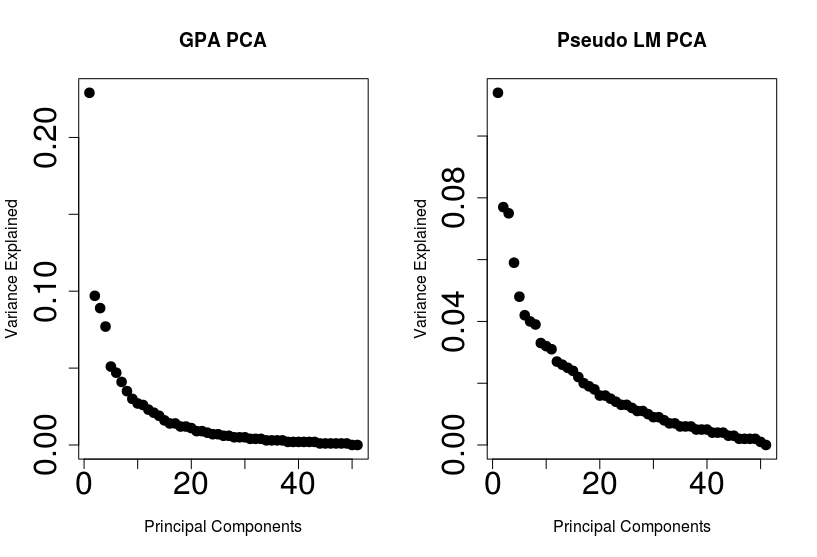 GPA PCA
Variance Explained
0.20
0.10
0.00
0 20 40
Principal Components
Pseudo LM PCA
Variance Explained
0.08
0.04
0.00
0 20 40
Principal Components